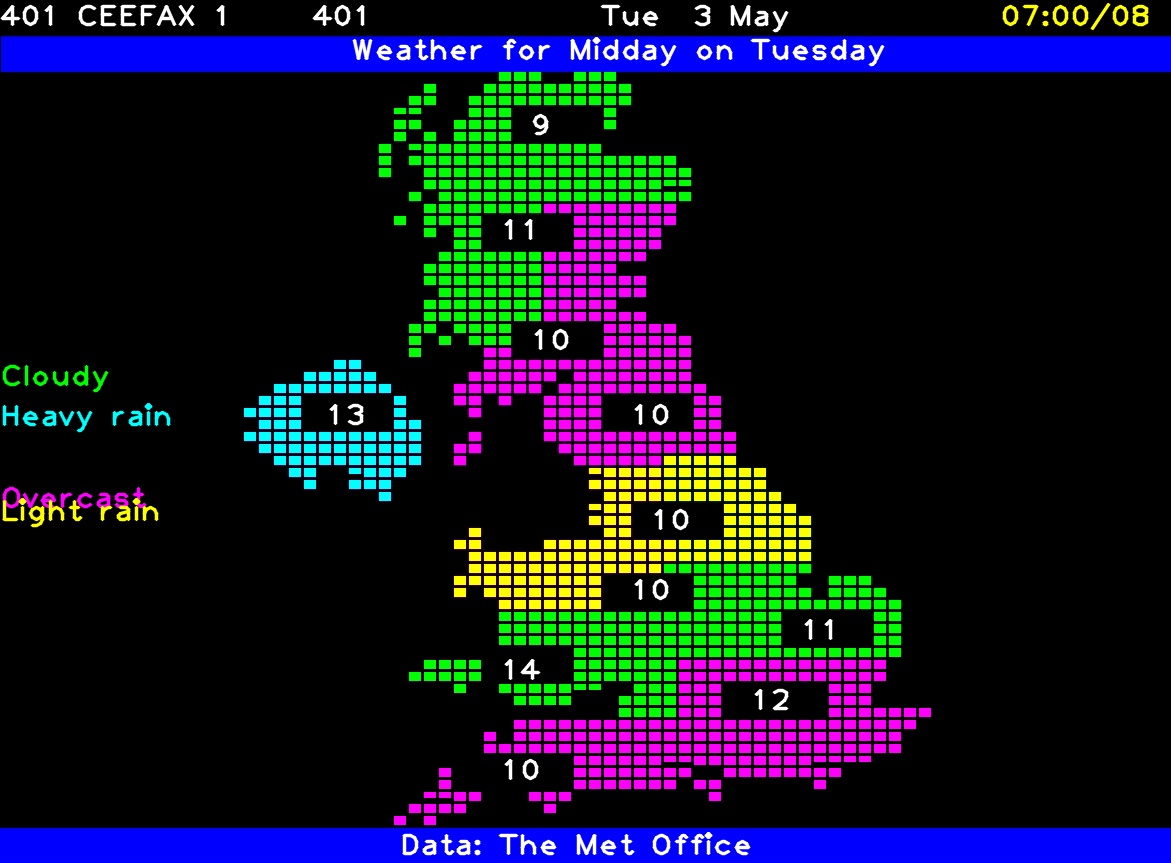 401 CEEFAX 1 401 Tue 3 May 07:00/08
Weather for Midday on Tuesday
9
11
10
Cloudy
Heavy rain 13 10
Overcast
Light rain
10
10
11
14
12
10
Data: The Met Office